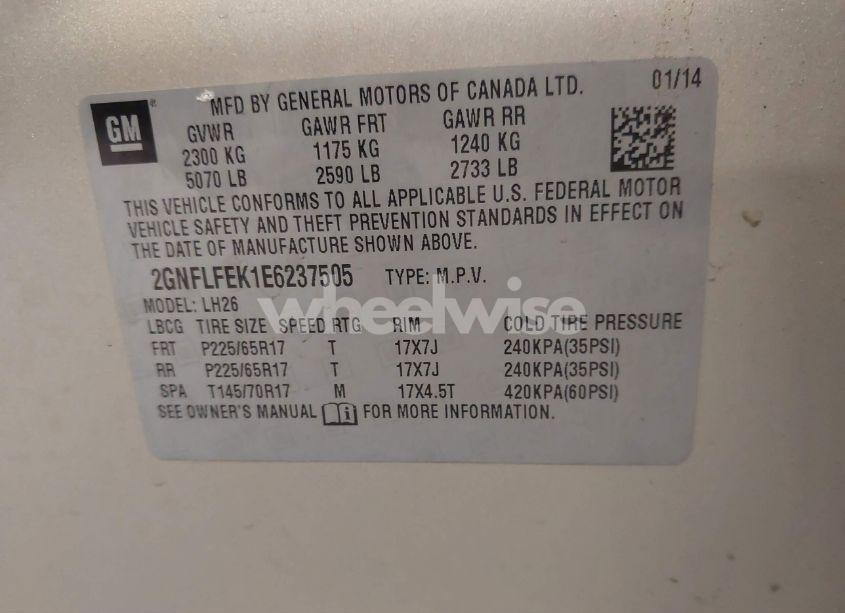 GM ®
MFD BY GENERAL MOTORS OF CANADA LTD. 01/14
GVWR GAWR FRT GAWR RR
2300 KG 1175 KG 1240 KG
5070 LB 2590 LB 2733 LB
THIS VEHICLE CONFORMS TO ALL APPLICABLE U.S. FEDERAL MOTOR
VEHICLE SAFETY AND THEFT PREVENTION STANDARDS IN EFFECT ON
THE DATE OF MANUFACTURE SHOWN ABOVE.
2GNFLFEK1E6237505 TYPE: M.P.V.
MODEL: LH26
wheelwise
LBCG TIRE SIZE SPEED RTG RIM COLD TIRE PRESSURE
FRT P225/65R17 T 17X7J 240KPA(35PSI)
RR P225/65R17 T 17X7J 240KPA(35PSI)
SPA T145/70R17 M 17X4.5T 420KPA(60PSI)
SEE OWNER'S MANUAL i FOR MORE INFORMATION.